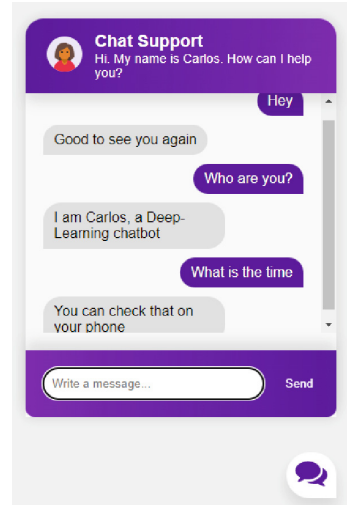 Chat Support
Hi. My name is Carlos. How can I help
you?
Hey
Good to see you again
Who are you?
I am Carlos, a Deep-
Learning chatbot
What is the time
You can check that on
your phone
Write a message...
Send